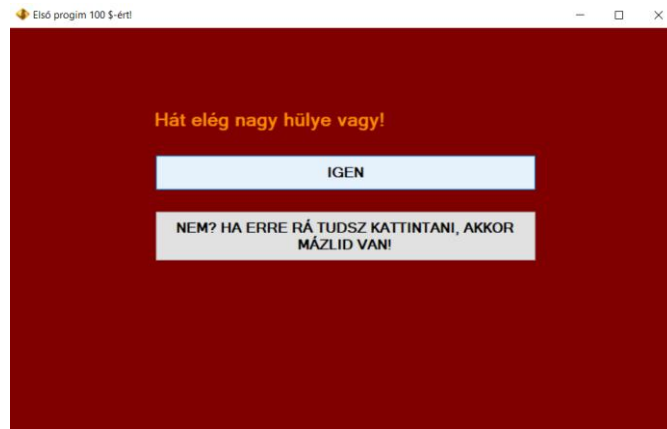 Első progim 100 $-ért!
Hát elég nagy hülye vagy!
IGEN
NEM? HA ERRE RÁ TUDSZ KATTINTANI, AKKOR
MÁZLID VAN!